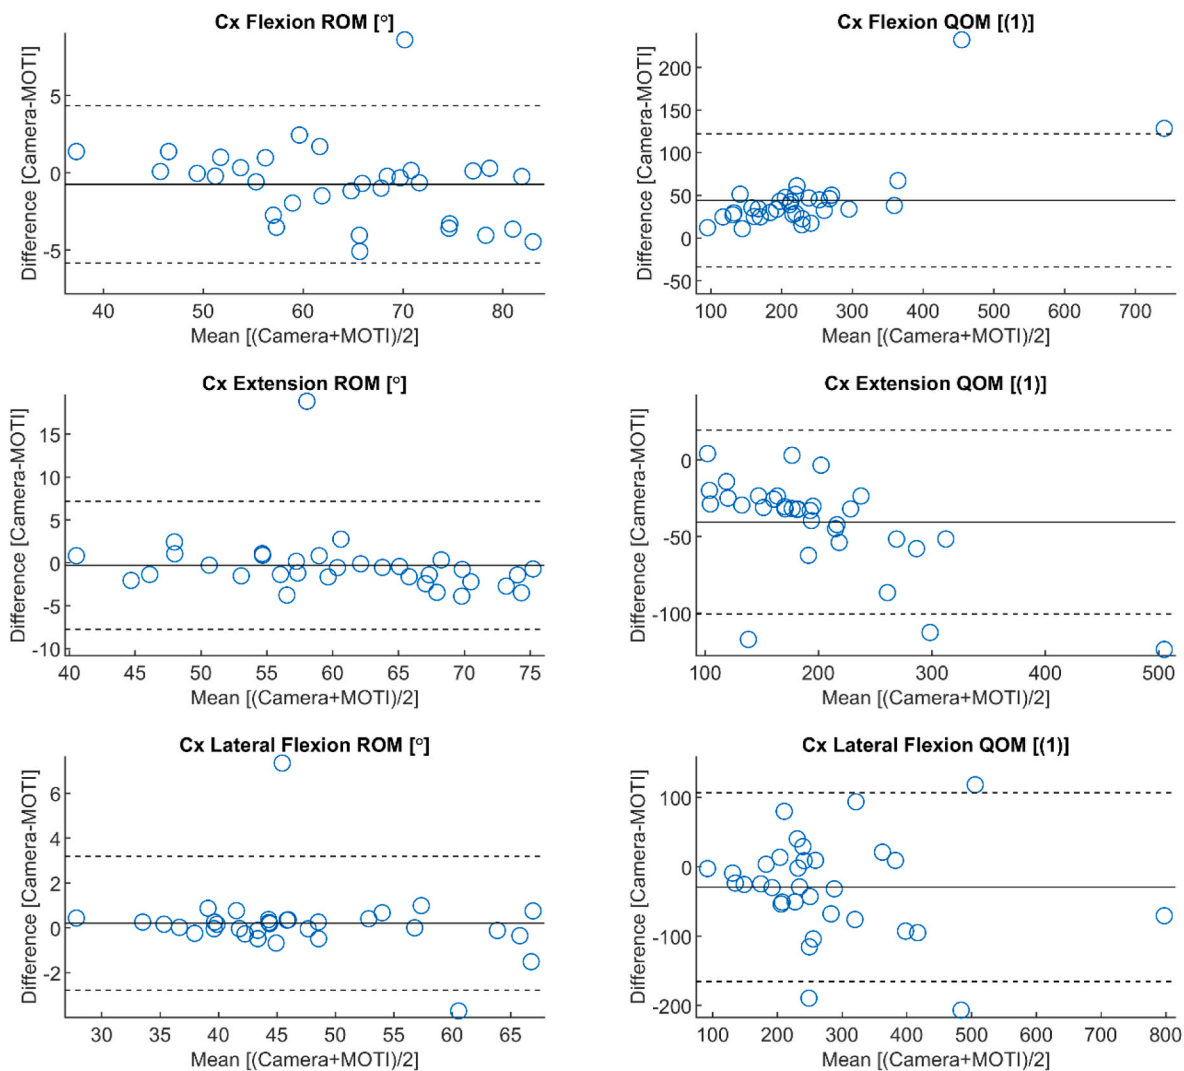 Cx Flexion ROM [°]
Difference [Camera-MOTI]
5
0
-5
40 50 60 70 80
Mean [(Camera+MOTI)/2]
Cx Flexion QOM [(1)]
Difference [Camera-MOTI]
200
150
100
50
0
-50
100 200 300 400 500 600 700
Mean [(Camera+MOTI)/2]
Cx Extension ROM [°]
Difference [Camera-MOTI]
15
10
5
0
-5
-10
40 45 50 55 60 65 70 75
Mean [(Camera+MOTI)/2]
Cx Extension QOM [(1)]
Difference [Camera-MOTI]
0
-50
-100
100 200 300 400 500
Mean [(Camera+MOTI)/2]
Cx Lateral Flexion ROM [°]
Difference [Camera-MOTI]
6
4
2
0
-2
30 35 40 45 50 55 60 65
Mean [(Camera+MOTI)/2]
Cx Lateral Flexion QOM [(1)]
Difference [Camera-MOTI]
100
0
-100
-200
100 200 300 400 500 600 700 800
Mean [(Camera+MOTI)/2]